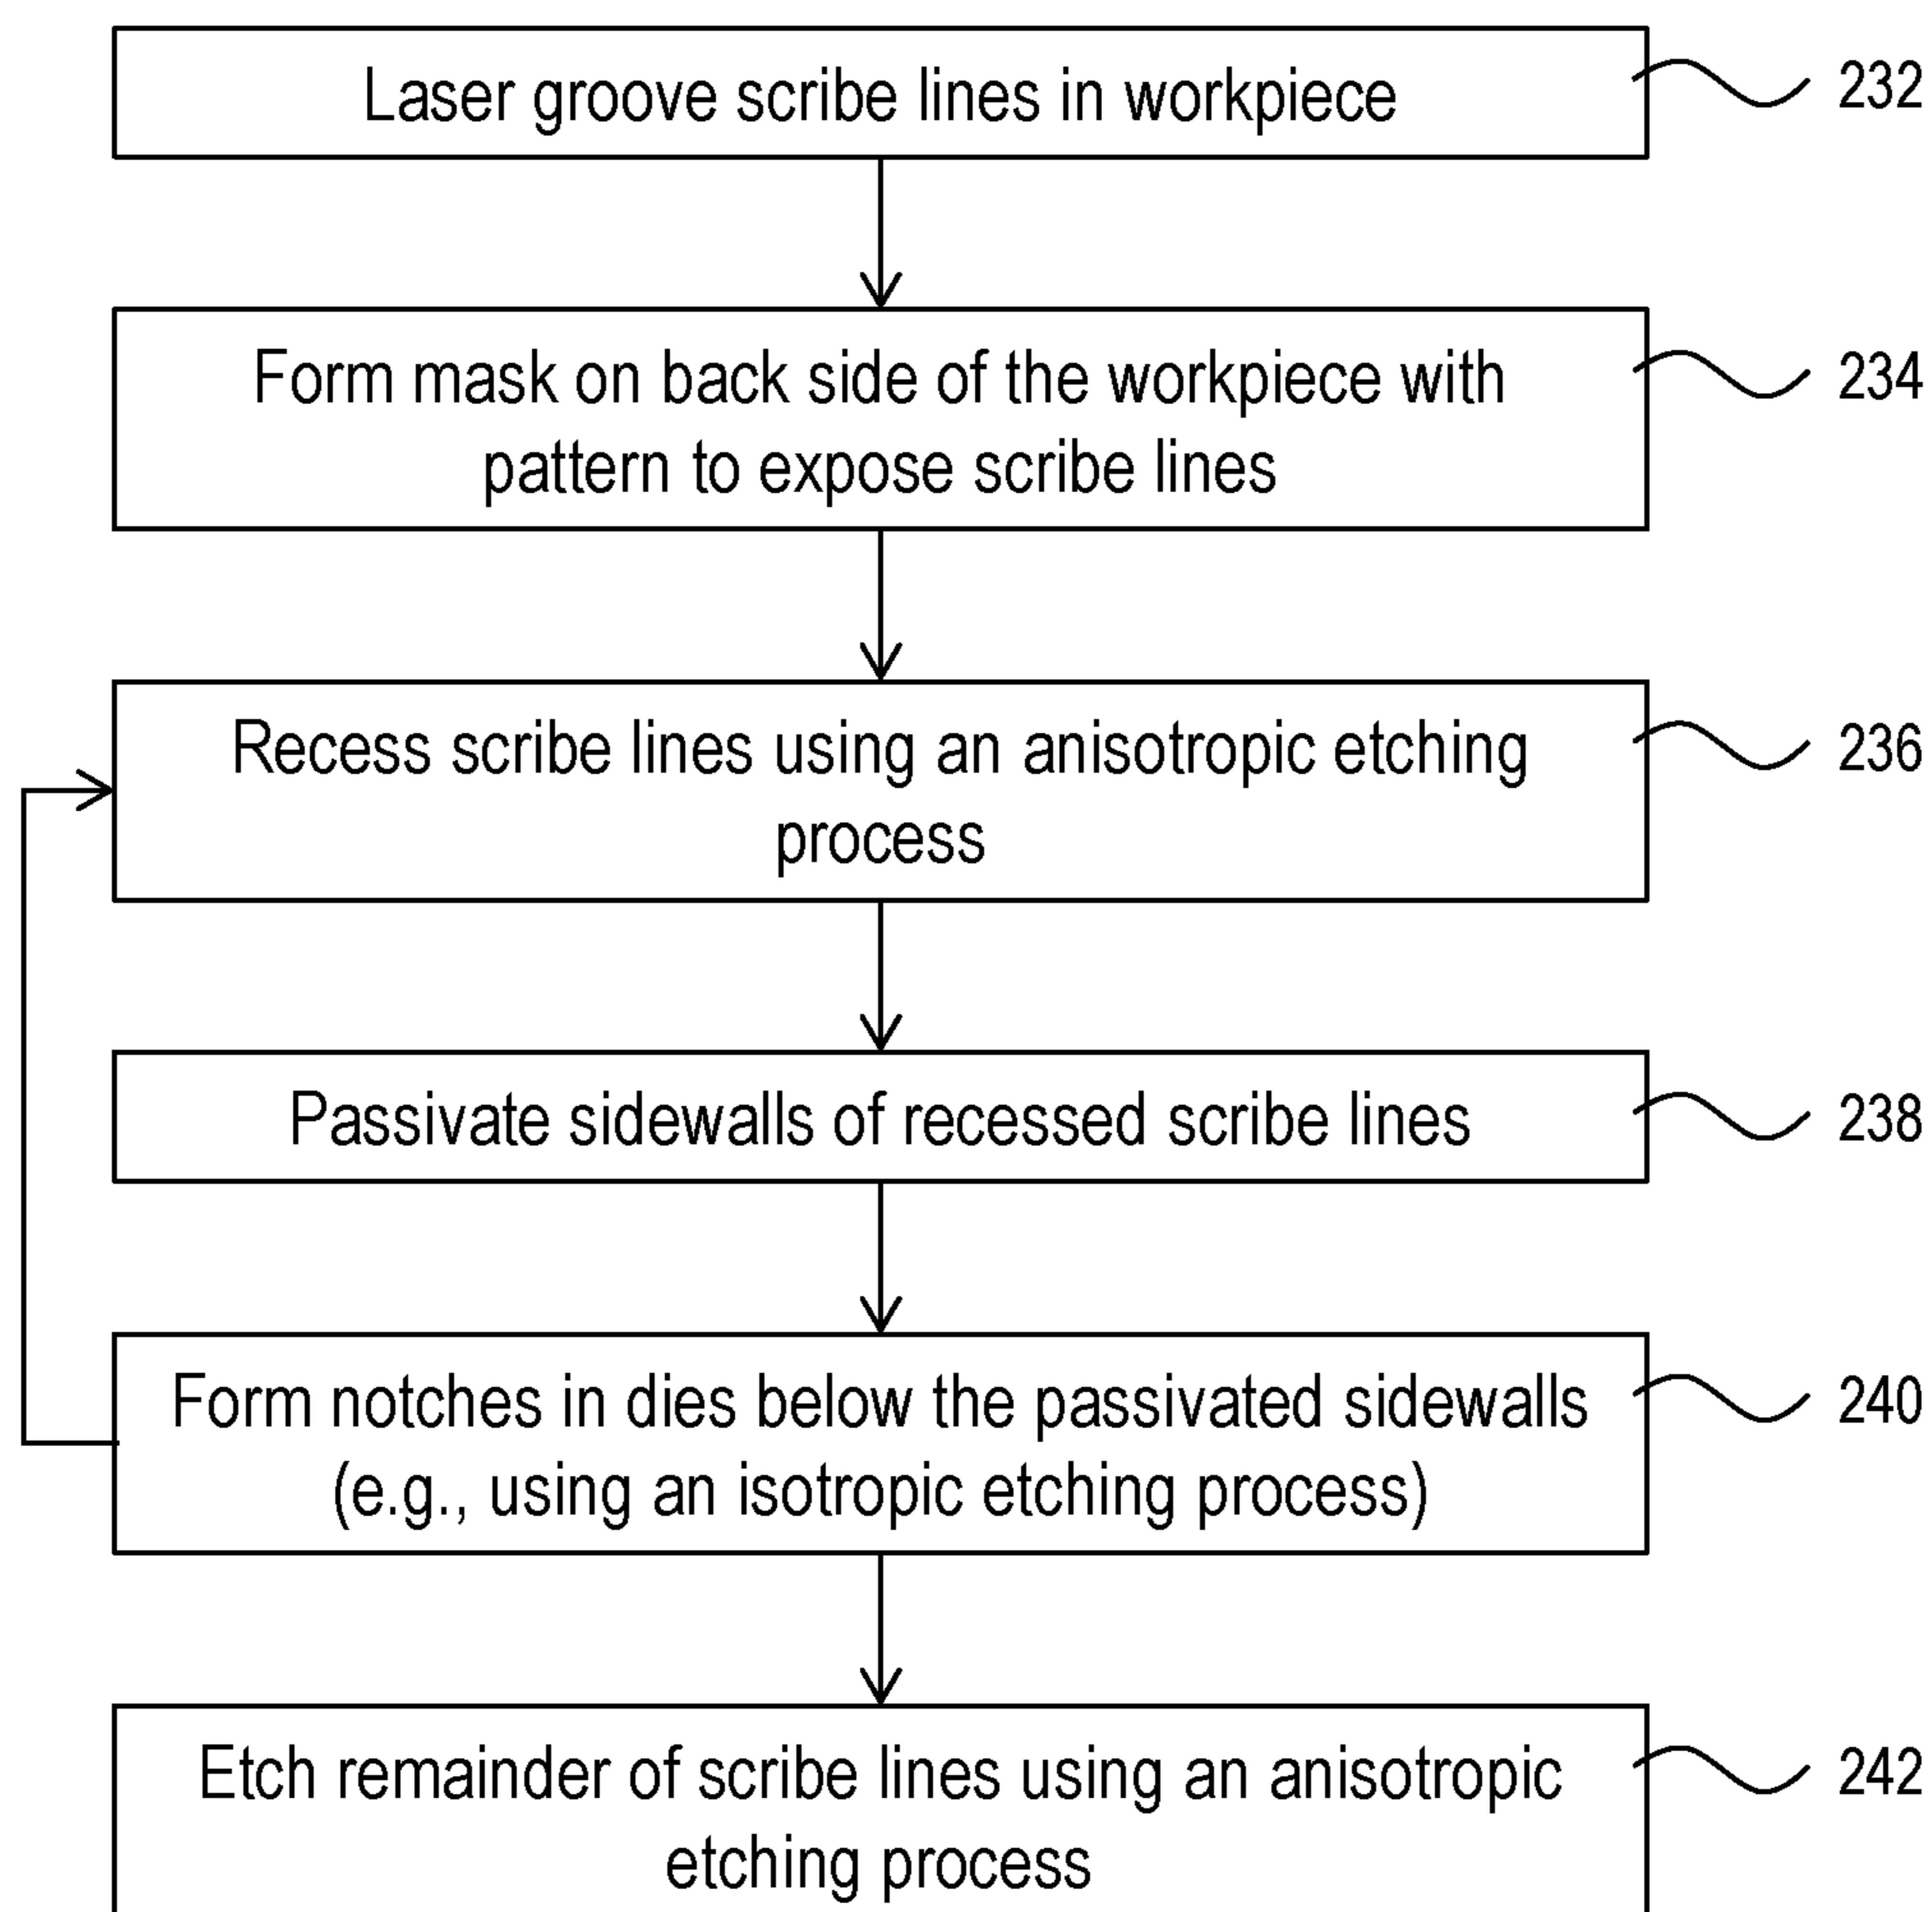 Laser groove scribe lines in workpiece
232
Form mask on back side of the workpiece with
pattern to expose scribe lines
234
Recess scribe lines using an anisotropic etching
process
236
Passivate sidewalls of recessed scribe lines
238
Form notches in dies below the passivated sidewalls
(e.g., using an isotropic etching process)
240
Etch remainder of scribe lines using an anisotropic
etching process
242